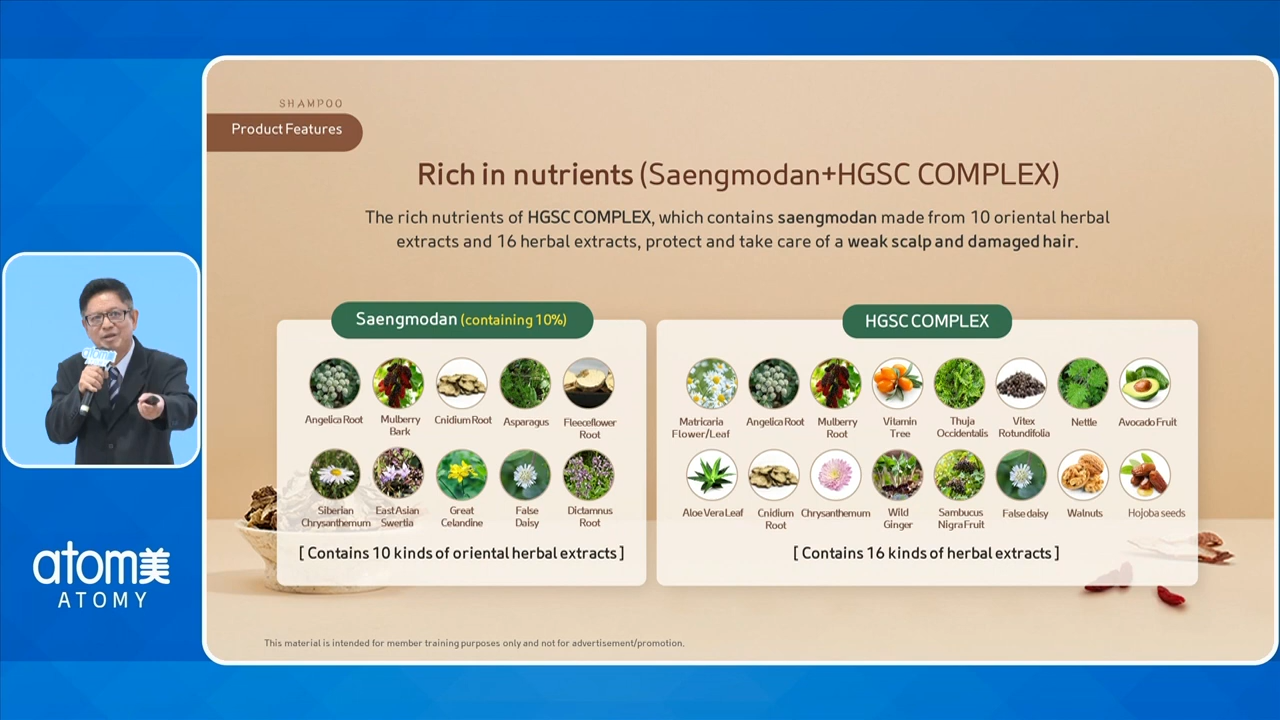 SHAMPOO
Product Features
Rich in nutrients (Saengmodan+HGSC COMPLEX)
The rich nutrients of HGSC COMPLEX, which contains saengmodan made from 10 oriental herbal
extracts and 16 herbal extracts, protect and take care of a weak scalp and damaged hair.
Saengmodan (containing 10%)
Angelica Root
Mulberry
Bark
Cnidium Root
Asparagus
Fleeceflower
Root
Siberian
Chrysanthemum
East Asian
Swertia
Great
Celandine
False
Daisy
Dictamnus
Root
[ Contains 10 kinds of oriental herbal extracts ]
HGSC COMPLEX
Matricaria
Flower/Leaf
Angelica Root
Mulberry
Root
Vitamin
Tree
Thuja
Occidentalis
Vitex
Rotundifolia
Nettle
Avocado Fruit
Aloe Vera Leaf
Cnidium
Root
Chrysanthemum
Wild
Ginger
Sambucus
Nigra Fruit
False daisy
Walnuts
Hojoba seeds
[ Contains 16 kinds of herbal extracts ]
atom美
atom美
ATOMY
This material is intended for member training purposes only and not for advertisement/promotion.